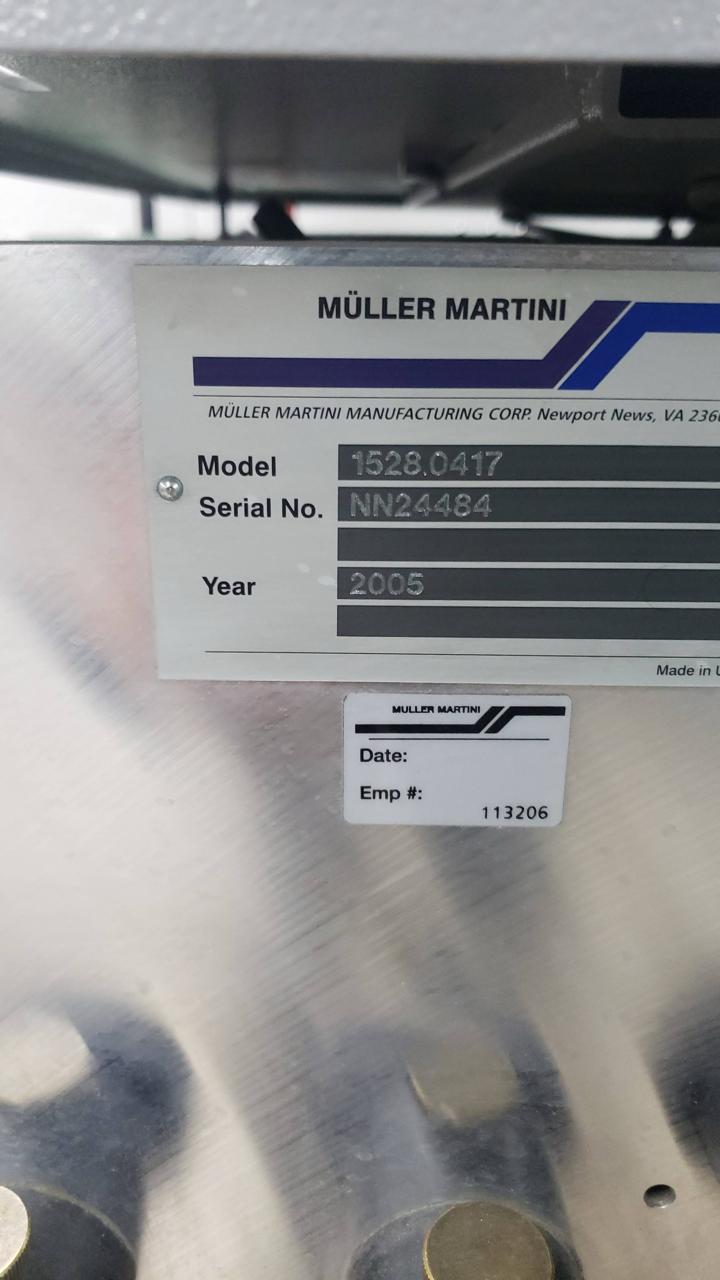 MÜLLER MARTINI
MÜLLER MARTINI MANUFACTURING CORP. Newport News, VA
Model 1528.0417
Serial No. NN24484
Year 2005
Made in
MULLER MARTINI
Date:
Emp #:
113206